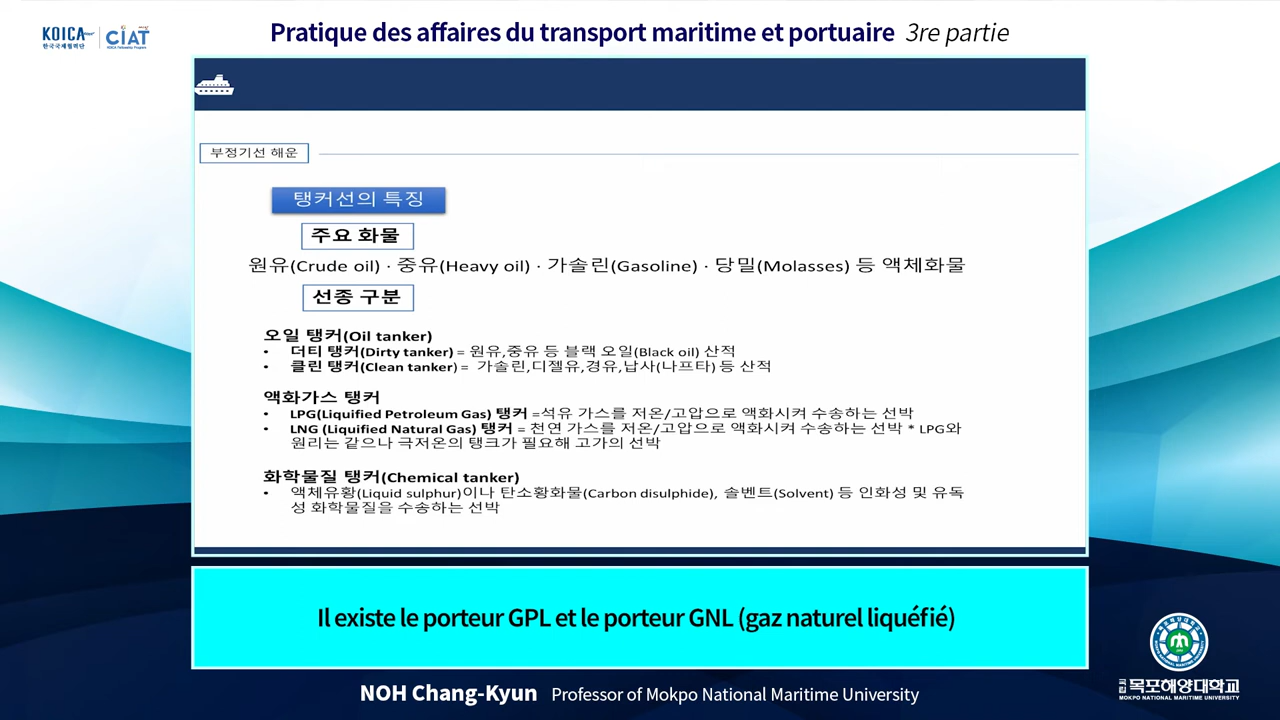 KOICA
한국국제협력단
CIAT
KOICA Fellowship Program
Pratique des affaires du transport maritime et portuaire 3re partie
부정기선 해운
탱커선의 특징
주요 화물
원유(Crude oil) · 중유(Heavy oil) · 가솔린(Gasoline) · 당밀(Molasses) 등 액체화물
선종 구분
오일 탱커(Oil tanker)
• 더티 탱커(Dirty tanker) = 원유,중유 등 블랙 오일(Black oil) 산적
• 클린 탱커(Clean tanker) = 가솔린,디젤유,경유,납사(나프타) 등 산적
액화가스 탱커
• LPG(Liquified Petroleum Gas) 탱커 =석유 가스를 저온/고압으로 액화시켜 수송하는 선박
• LNG (Liquified Natural Gas) 탱커 = 천연 가스를 저온/고압으로 액화시켜 수송하는 선박 * LPG와
원리는 같으나 극저온의 탱크가 필요해 고가의 선박
화학물질 탱커(Chemical tanker)
• 액체유황(Liquid sulphur)이나 탄소황화물(Carbon disulphide), 솔벤트(Solvent) 등 인화성 및 유독
성 화학물질을 수송하는 선박
Il existe le porteur GPL et le porteur GNL (gaz naturel liquéfié)
NOH Chang-Kyun Professor of Mokpo National Maritime University
국립 목포해양대학교
MOKPO NATIONAL MARITIME UNIVERSITY